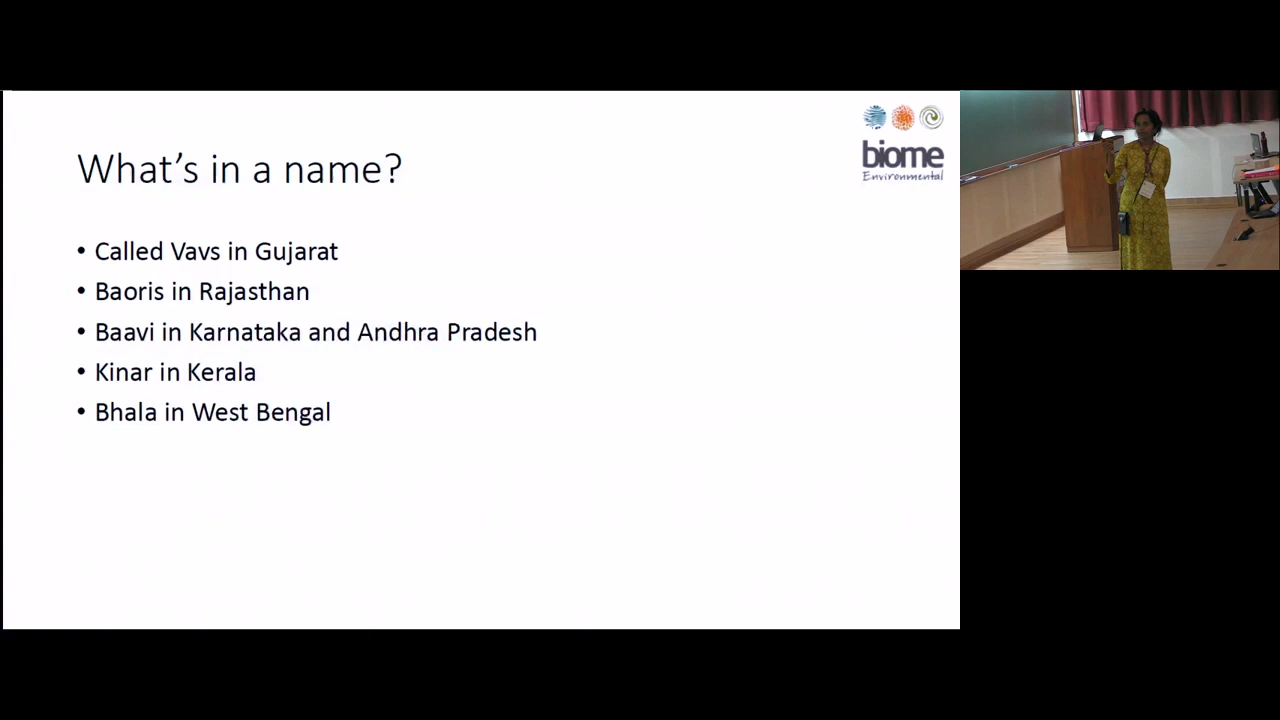 biome
Environmental
What's in a name?
• Called Vavs in Gujarat
• Baoris in Rajasthan
• Baavi in Karnataka and Andhra Pradesh
• Kinar in Kerala
• Bhala in West Bengal